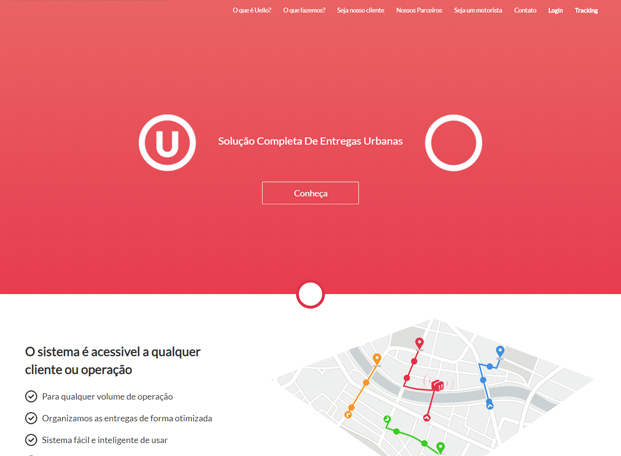 O que é Uello?
O que fazemos?
Seja nosso cliente
Nossos Parceiros
Seja um motorista
Contato
Login
Tracking
U
Solução Completa De Entregas Urbanas
Conheça
O sistema é acessivel a qualquer
cliente ou operação
Para qualquer volume de operação
Organizamos as entregas de forma otimizada
Sistema fácil e inteligente de usar